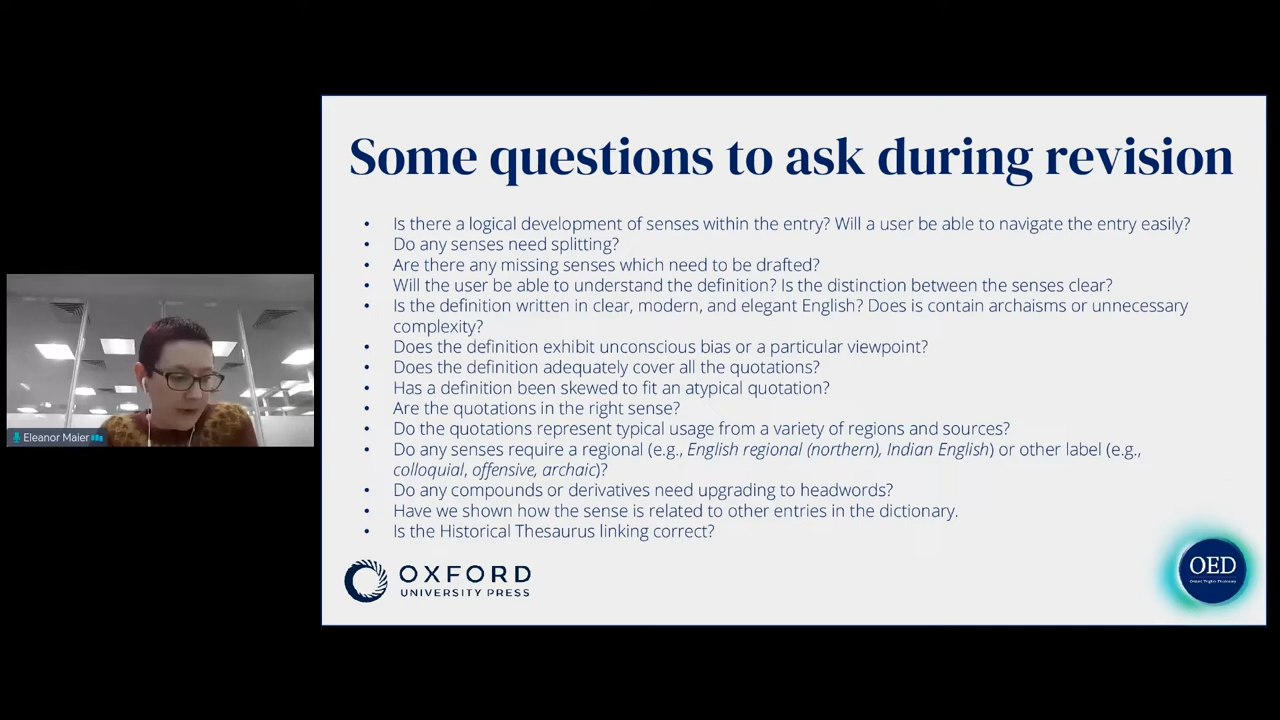 Some questions to ask during revision
• Is there a logical development of senses within the entry? Will a user be able to navigate the entry easily?
• Do any senses need splitting?
• Are there any missing senses which need to be drafted?
• Will the user be able to understand the definition? Is the distinction between the senses clear?
• Is the definition written in clear, modern, and elegant English? Does is contain archaisms or unnecessary
complexity?
• Does the definition exhibit unconscious bias or a particular viewpoint?
• Does the definition adequately cover all the quotations?
• Has a definition been skewed to fit an atypical quotation?
• Are the quotations in the right sense?
• Do the quotations represent typical usage from a variety of regions and sources?
• Do any senses require a regional (e.g., English regional (northern), Indian English) or other label (e.g.,
colloquial, offensive, archaic)?
• Do any compounds or derivatives need upgrading to headwords?
• Have we shown how the sense is related to other entries in the dictionary.
• Is the Historical Thesaurus linking correct?
Eleanor Maier
OXFORD
UNIVERSITY PRESS
OED
Oxford English Dictionary